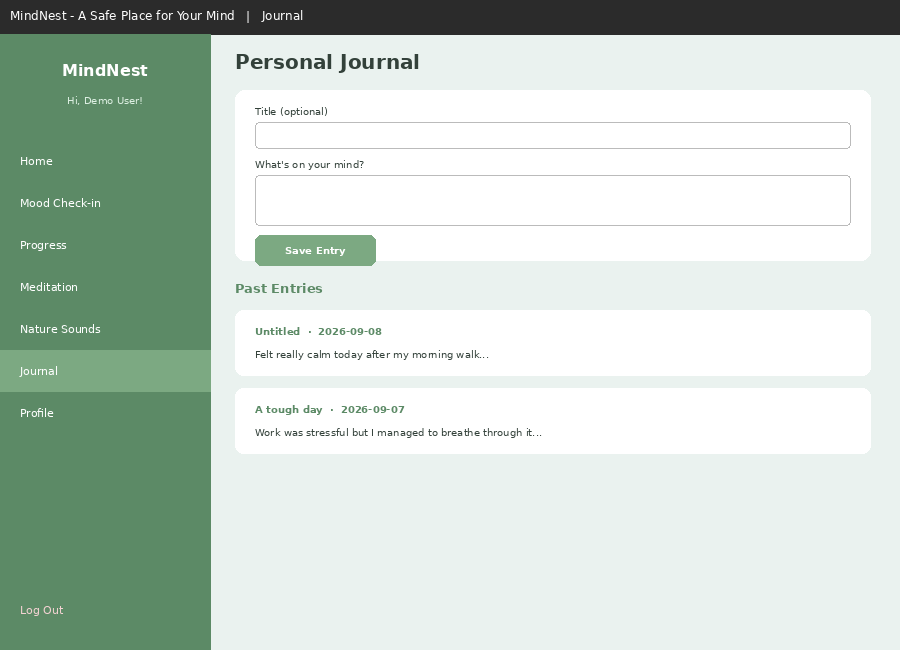 MindNest - A Safe Place for Your Mind | Journal
MindNest
Hi, Demo User!
Home
Mood Check-in
Progress
Meditation
Nature Sounds
Journal
Profile
Log Out
Personal Journal
Title (optional)
What's on your mind?
Save Entry
Past Entries
Untitled · 2026-09-08
Felt really calm today after my morning walk...
A tough day · 2026-09-07
Work was stressful but I managed to breathe through it...